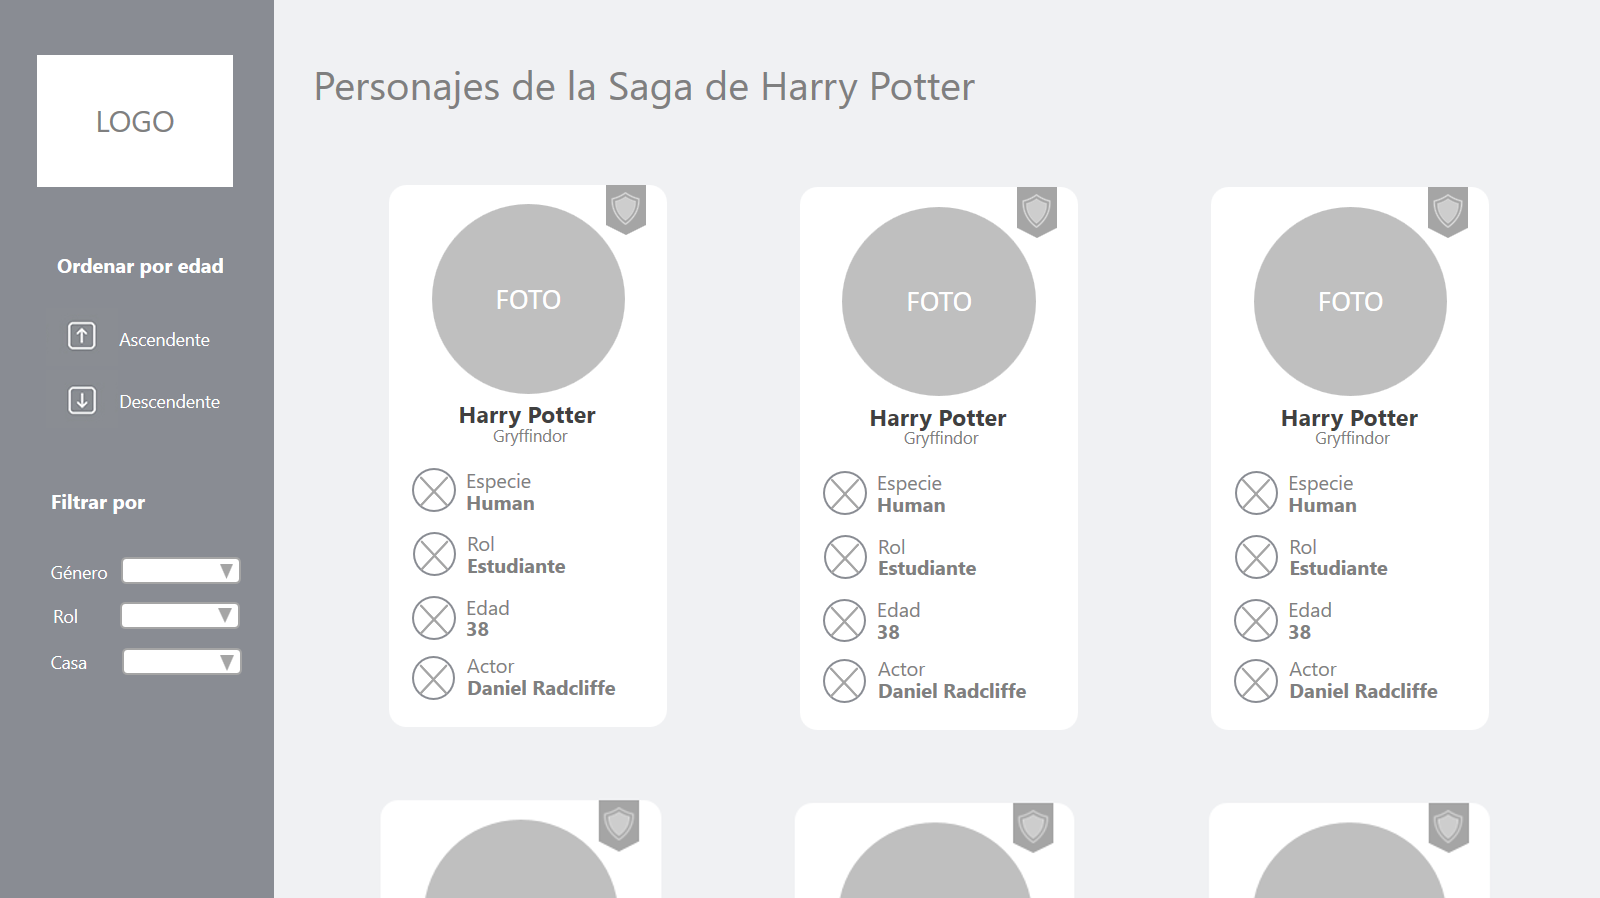 LOGO
Ordenar por edad
Ascendente
Descendente
Filtrar por
Género
Rol
Casa
Personajes de la Saga de Harry Potter
FOTO
Harry Potter
Gryffindor
Especie
Human
Rol
Estudiante
Edad
38
Actor
Daniel Radcliffe
FOTO
Harry Potter
Gryffindor
Especie
Human
Rol
Estudiante
Edad
38
Actor
Daniel Radcliffe
FOTO
Harry Potter
Gryffindor
Especie
Human
Rol
Estudiante
Edad
38
Actor
Daniel Radcliffe